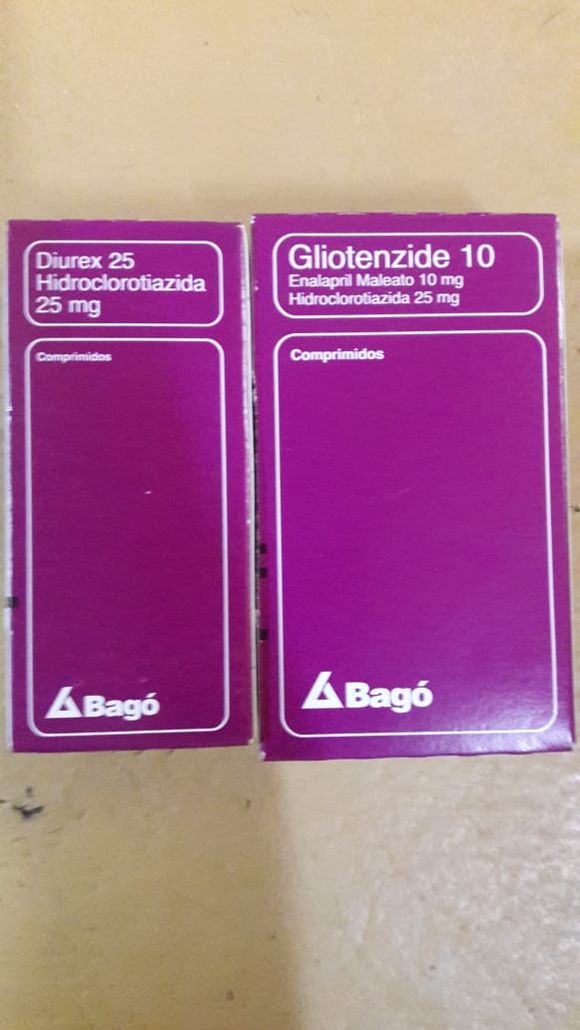 Diurex 25
Hidroclorotiazida
25 mg
Comprimidos
Bagó
Gliotenzide 10
Enalapril Maleato 10 mg
Hidroclorotiazida 25 mg
Comprimidos
Bagó